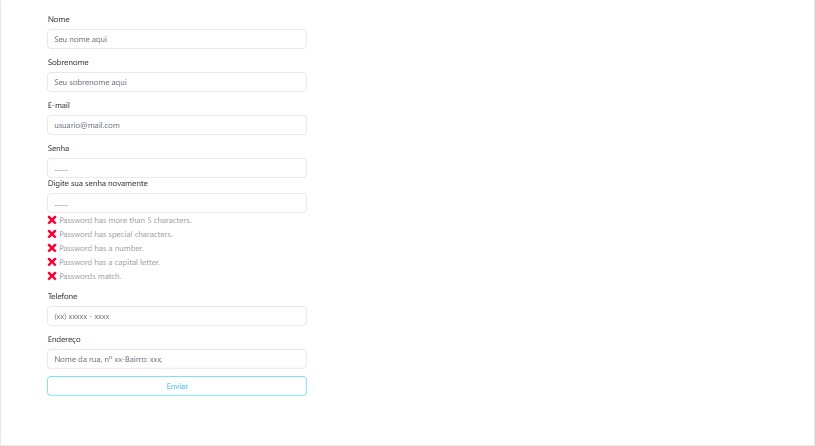 Nome
Seu nome aqui
Sobrenome
Seu sobrenome aqui
E-mail
usuario@mail.com
Senha
.......
Digite sua senha novamente
.......
Password has more than 5 characters.
Password has special characters.
Password has a number.
Password has a capital letter.
Passwords match.
Telefone
(xx) xxxxx - xxxx
Endereço
Nome da rua, nº xx-Bairro: xxx,
Enviar